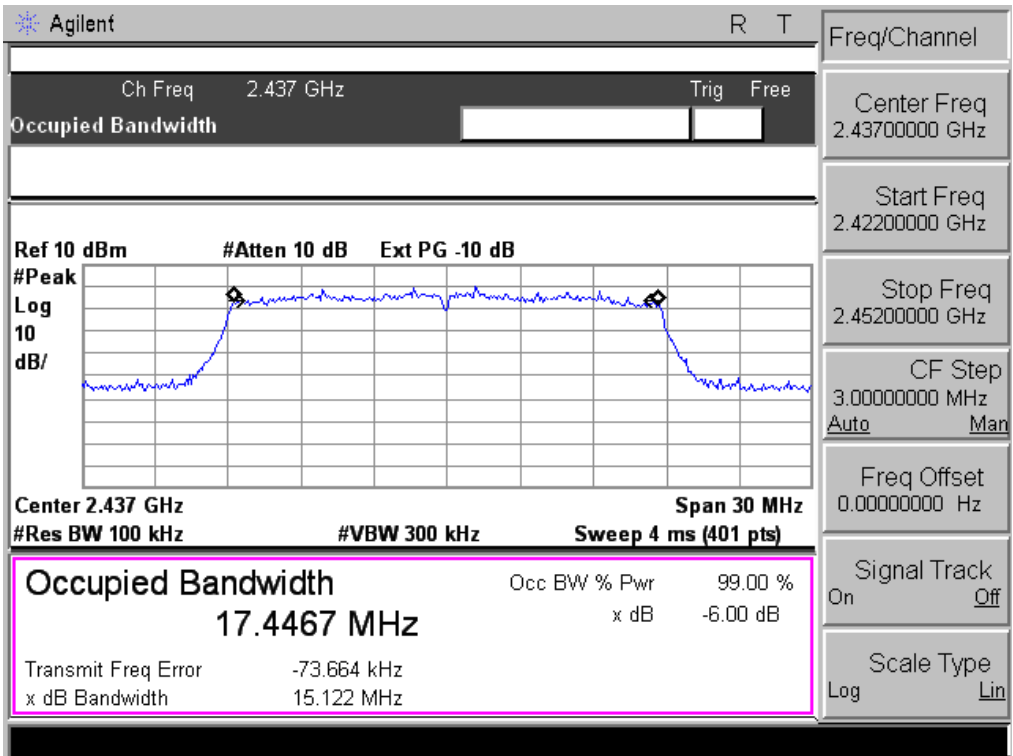 Agilent R T
Ch Freq 2.437 GHz Trig Free
Occupied Bandwidth
Ref 10 dBm #Atten 10 dB Ext PG -10 dB
#Peak
Log
10
dB/
Center 2.437 GHz Span 30 MHz
#Res BW 100 kHz #VBW 300 kHz Sweep 4 ms (401 pts)
Occupied Bandwidth Occ BW % Pwr 99.00 %
17.4467 MHz x dB -6.00 dB
Transmit Freq Error -73.664 kHz
x dB Bandwidth 15.122 MHz
Freq/Channel
Center Freq
2.43700000 GHz
Start Freq
2.42200000 GHz
Stop Freq
2.45200000 GHz
CF Step
3.00000000 MHz
Auto Man
Freq Offset
0.00000000 Hz
Signal Track
On Off
Scale Type
Log Lin